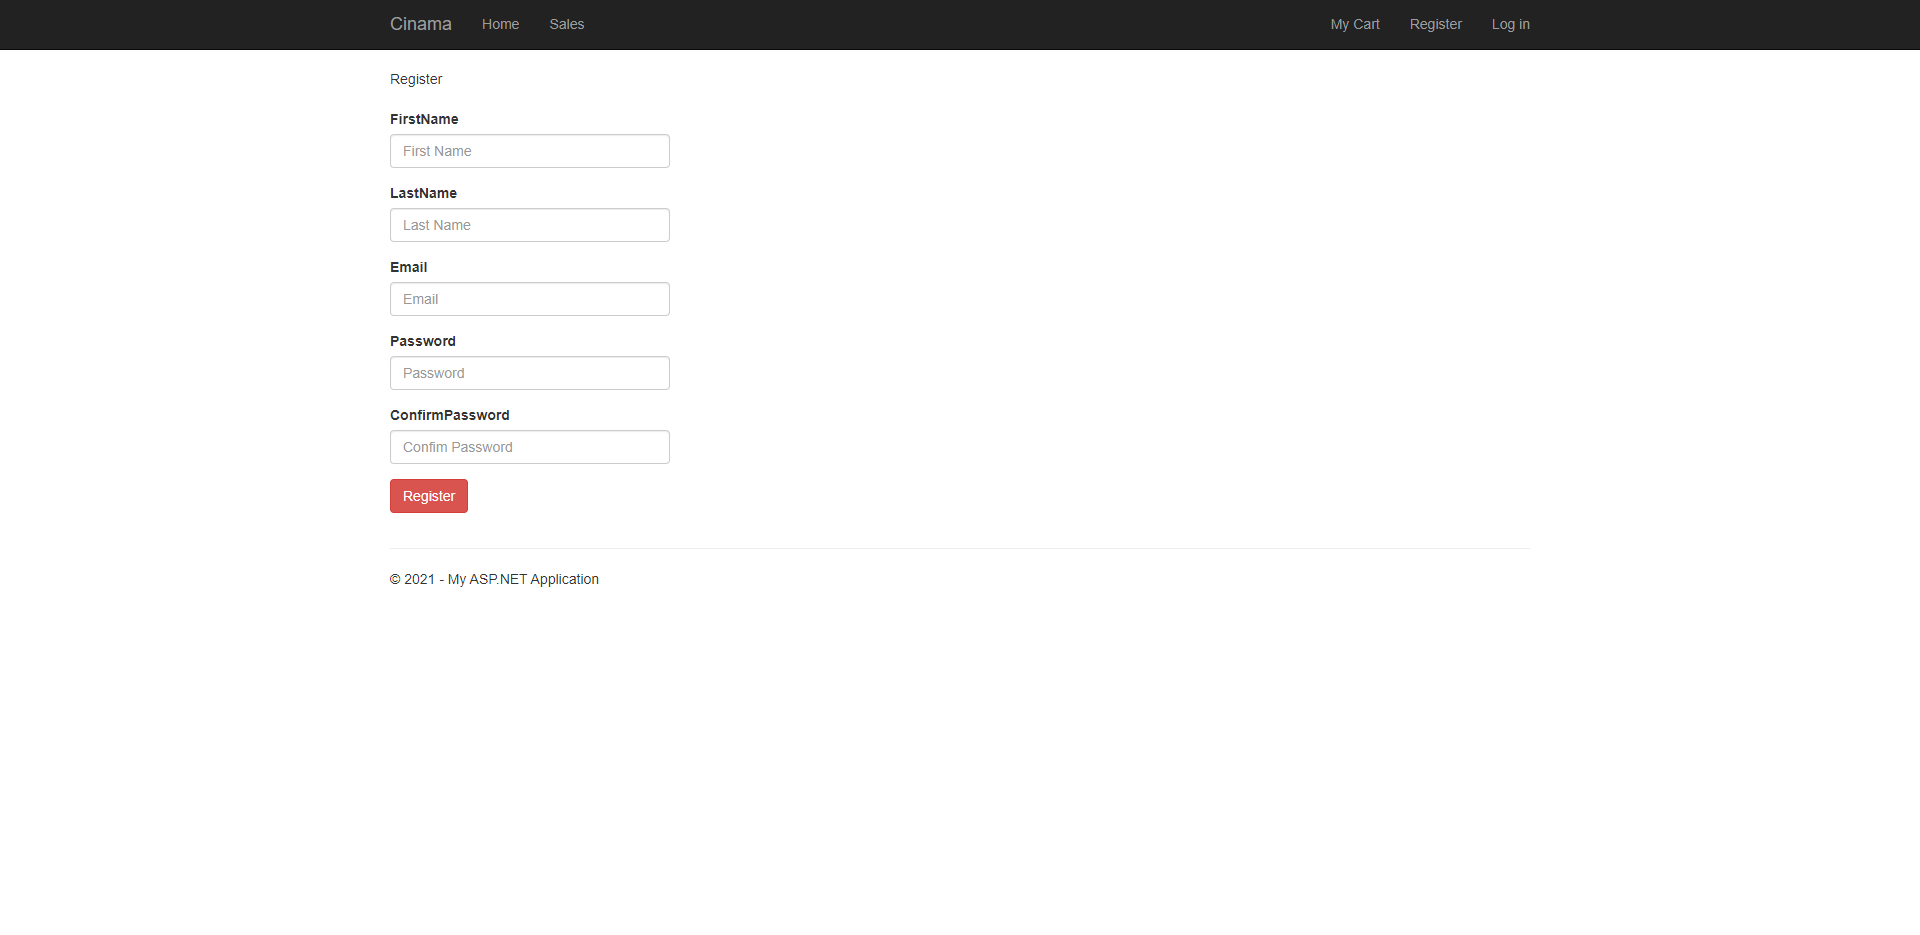 Cinama Home Sales My Cart Register Log in
Register
FirstName
First Name
LastName
Last Name
Email
Email
Password
Password
ConfirmPassword
Confim Password
Register
© 2021 - My ASP.NET Application